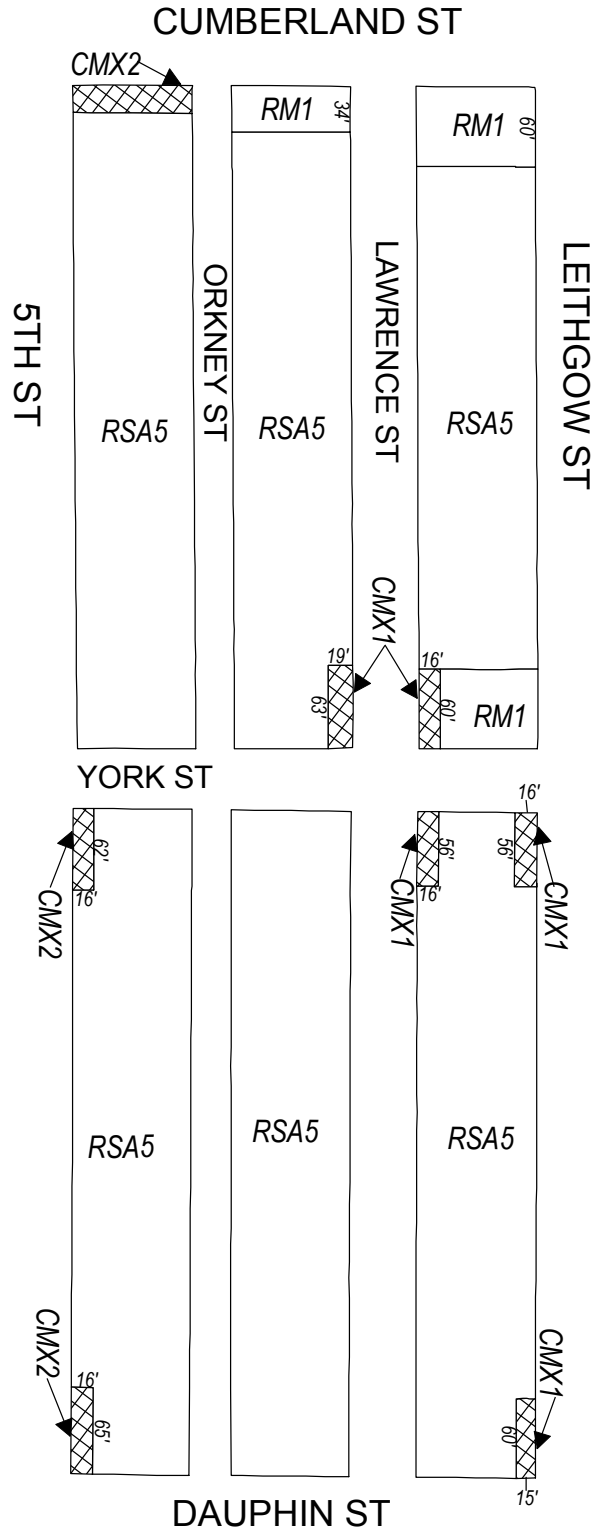 CUMBERLAND ST
CMX2
RM1
34'
RM1
60'
5TH ST
ORKNEY ST
LAWRENCE ST
LEITHGOW ST
RSA5
RSA5
RSA5
CMX1
19'
63'
16'
60'
RM1
YORK ST
16'
62'
16'
CMX2
56'
16'
CMX1
56'
CMX1
RSA5
RSA5
RSA5
CMX2
16'
65'
CMX1
60'
15'
DAUPHIN ST